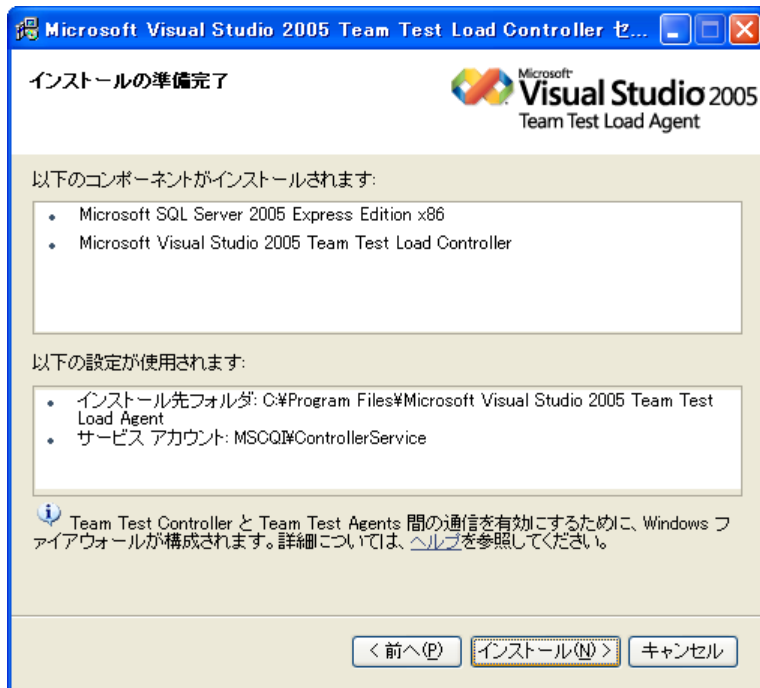 Microsoft Visual Studio 2005 Team Test Load Controller セ...
インストールの準備完了
Microsoft
Visual Studio 2005
Team Test Load Agent
以下のコンポーネントがインストールされます:
• Microsoft SQL Server 2005 Express Edition x86
• Microsoft Visual Studio 2005 Team Test Load Controller
以下の設定が使用されます:
• インストール先フォルダ: C:¥Program Files¥Microsoft Visual Studio 2005 Team Test
Load Agent
• サービス アカウント: MSCQI¥ControllerService
Team Test Controller と Team Test Agents 間の通信を有効にするために、Windows フ
ァイアウォールが構成されます。詳細については、ヘルプを参照してください。
< 前へ(P) インストール(N) > キャンセル